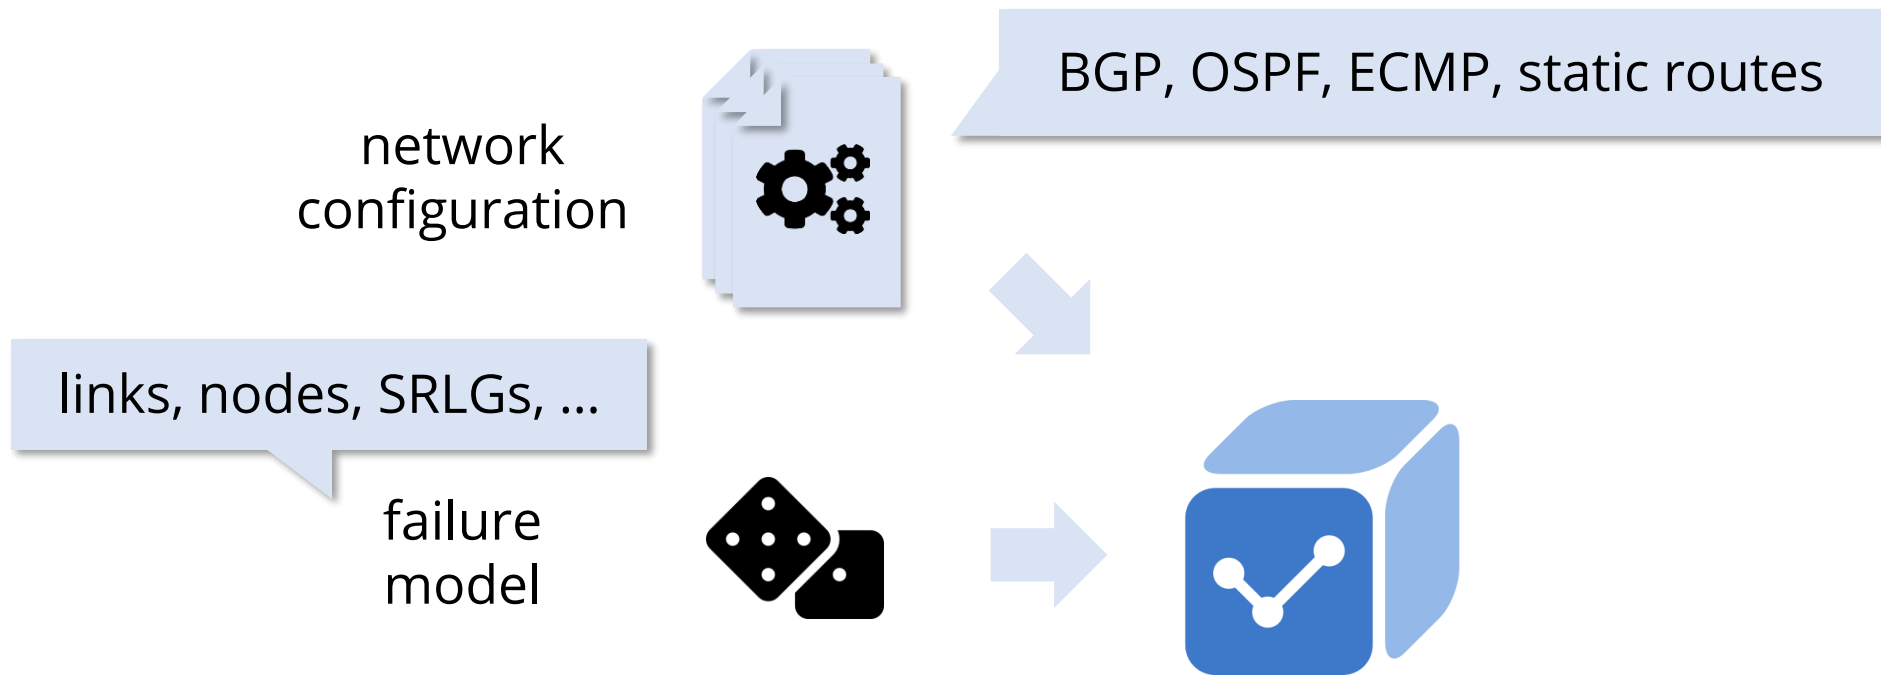 BGP, OSPF, ECMP, static routes
network
configuration
links, nodes, SRLGs, ...
failure
model